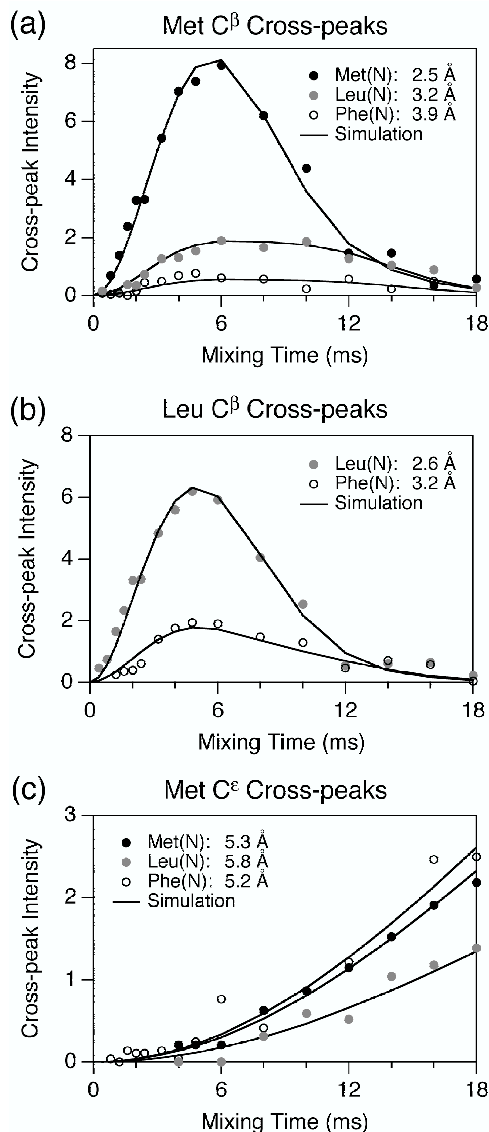 (a) Met Cᵝ Cross-peaks
Cross-peak Intensity
8
6
4
2
0
Met(N): 2.5 Å
Leu(N): 3.2 Å
Phe(N): 3.9 Å
Simulation
0 6 12 18
Mixing Time (ms)
(b) Leu Cᵝ Cross-peaks
Cross-peak Intensity
8
6
4
2
0
Leu(N): 2.6 Å
Phe(N): 3.2 Å
Simulation
0 6 12 18
Mixing Time (ms)
(c) Met Cᵋ Cross-peaks
Cross-peak Intensity
3
2
1
0
Met(N): 5.3 Å
Leu(N): 5.8 Å
Phe(N): 5.2 Å
Simulation
0 6 12 18
Mixing Time (ms)